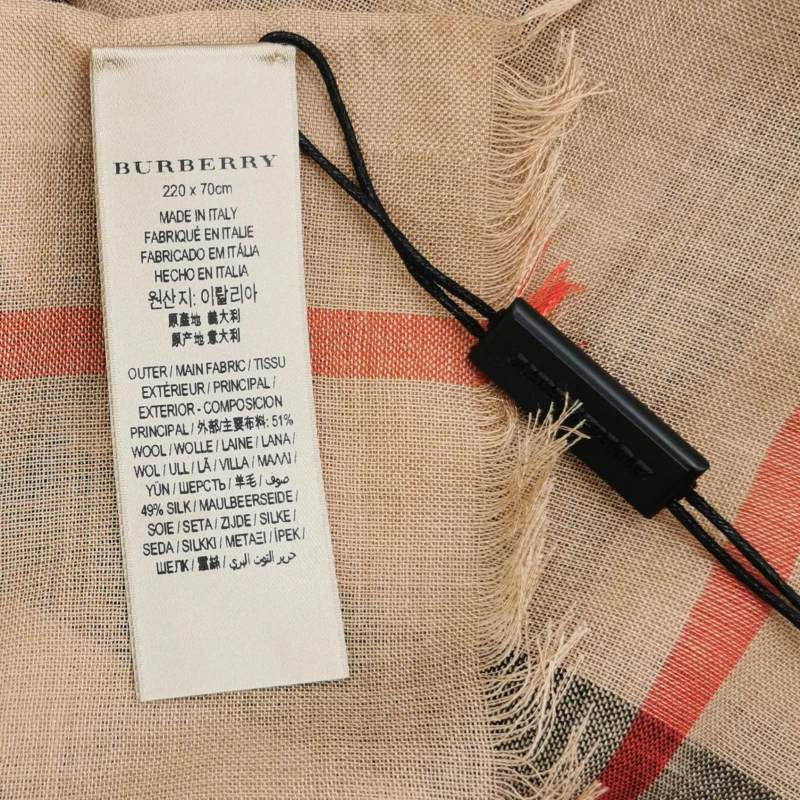 BURBERRY
220 x 70cm
MADE IN ITALY
FABRIQUÉ EN ITALIE
FABRICADO EM ITÁLIA
HECHO EN ITALIA
원산지: 이탈리아
原產地 義大利
原产地 意大利
OUTER / MAIN FABRIC / TISSU
EXTÉRIEUR / PRINCIPAL /
EXTERIOR - COMPOSICION
PRINCIPAL / 外部/主要布料: 51%
WOOL / WOLLE / LAINE / LANA /
WOL / ULL / LÃ / VILLA / ΜΑΛΛΙ /
YÜN / ШЕРСТЬ / 羊毛 / صوف
49% SILK / MAULBEERSEIDE /
SOIE / SETA / ZIJDE / SILKE /
SEDA / SILKKI / ΜΕΤΑΞΙ / İPEK /
ШЕЛК / 蠶絲 / حرير التوت البري